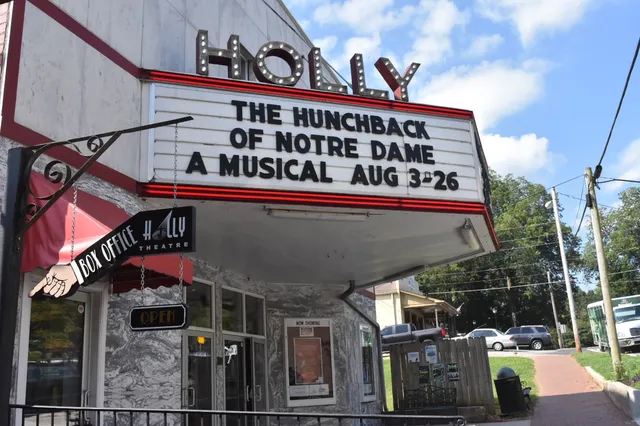 HOLLY
THE HUNCHBACK
OF NOTRE DAME
A MUSICAL AUG 3-26
BOX OFFICE
HOLLY
THEATRE
OPEN
NOW SHOWING